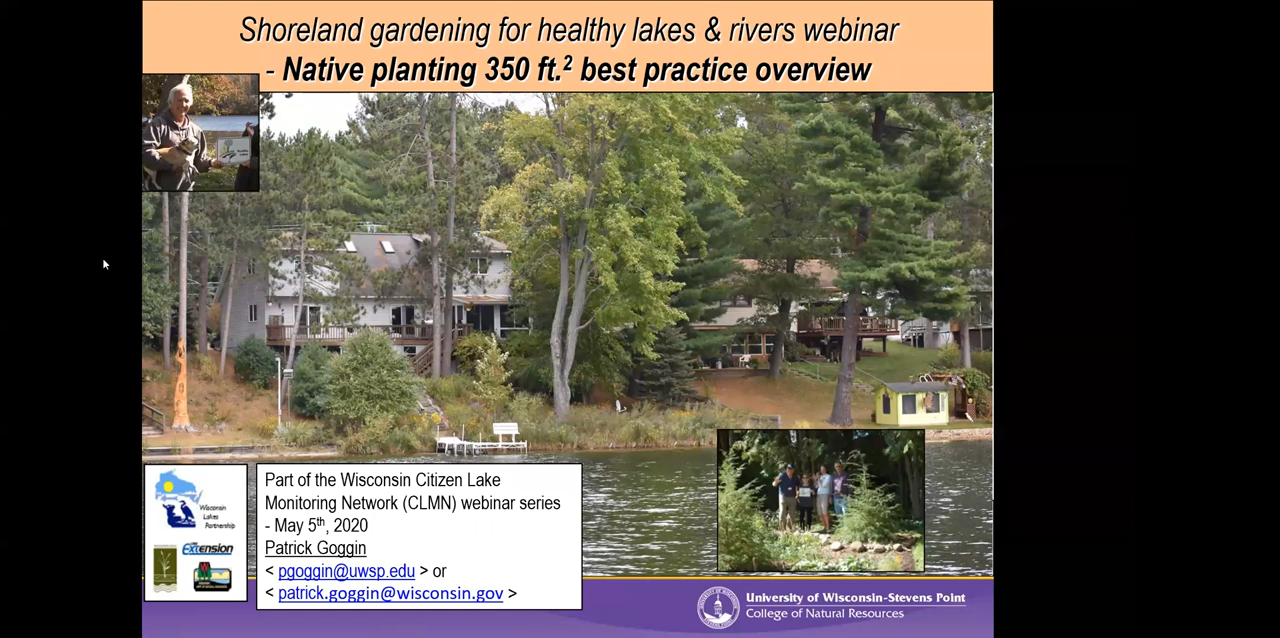 Shoreland gardening for healthy lakes & rivers webinar
- Native planting 350 ft.² best practice overview
Part of the Wisconsin Citizen Lake
Monitoring Network (CLMN) webinar series
- May 5th, 2020
Patrick Goggin
< pgoggin@uwsp.edu > or
< patrick.goggin@wisconsin.gov >
Wisconsin
Lakes
Partnership
Extension
University of Wisconsin-Stevens Point
College of Natural Resources